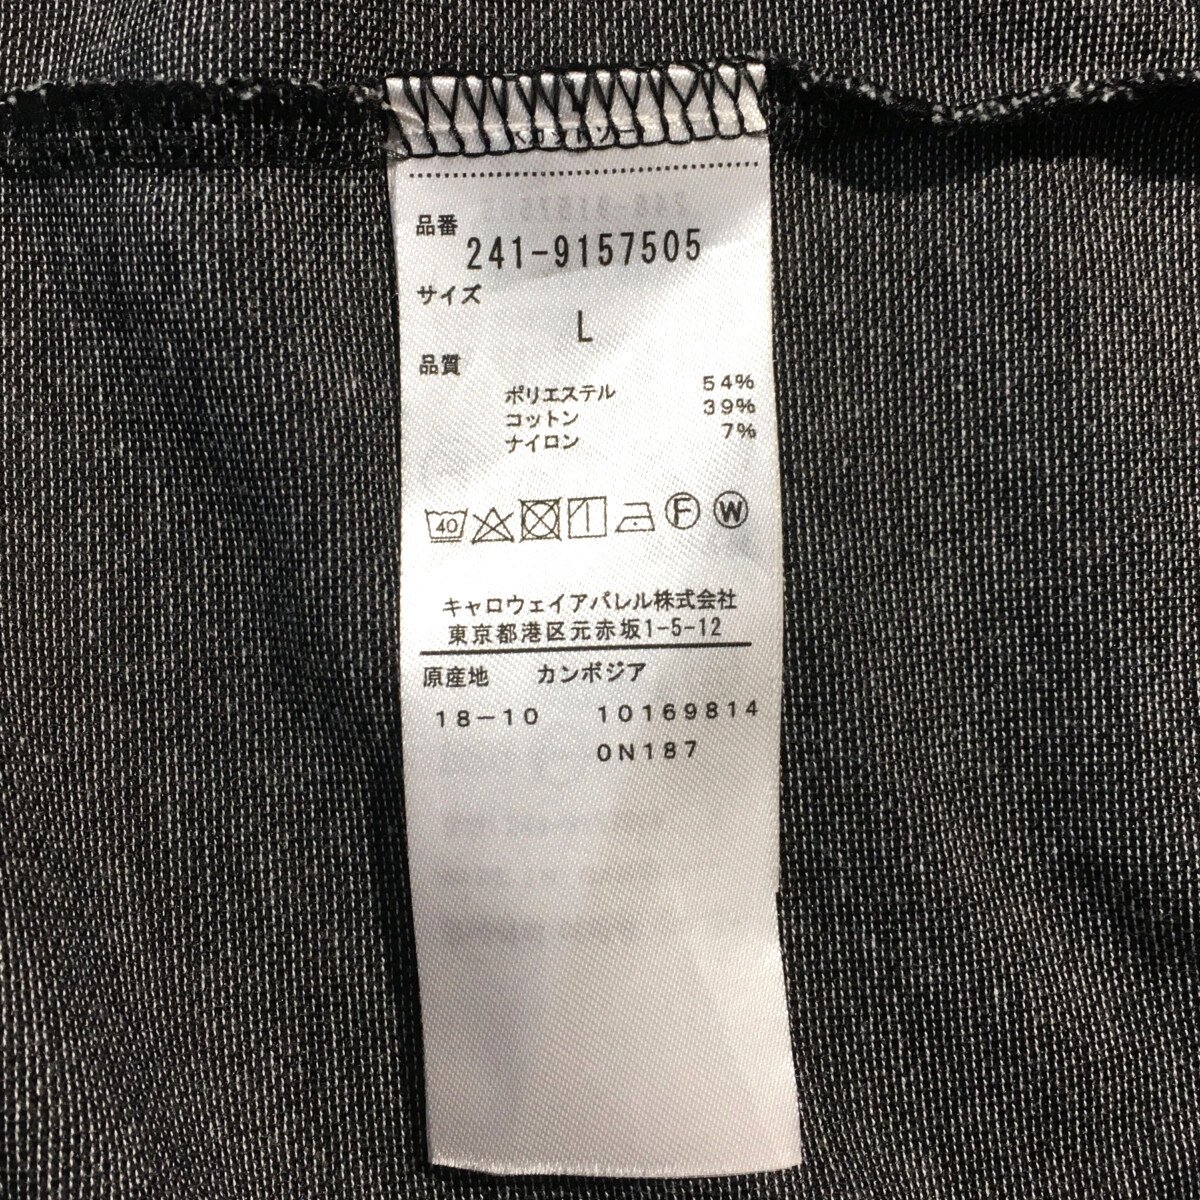 品番
241-9157505
サイズ
L
品質
ポリエステル 54%
コットン 39%
ナイロン 7%
40 F W
キャロウェイアパレル株式会社
東京都港区元赤坂1-5-12
原産地 カンボジア
18-10 10169814
0N187